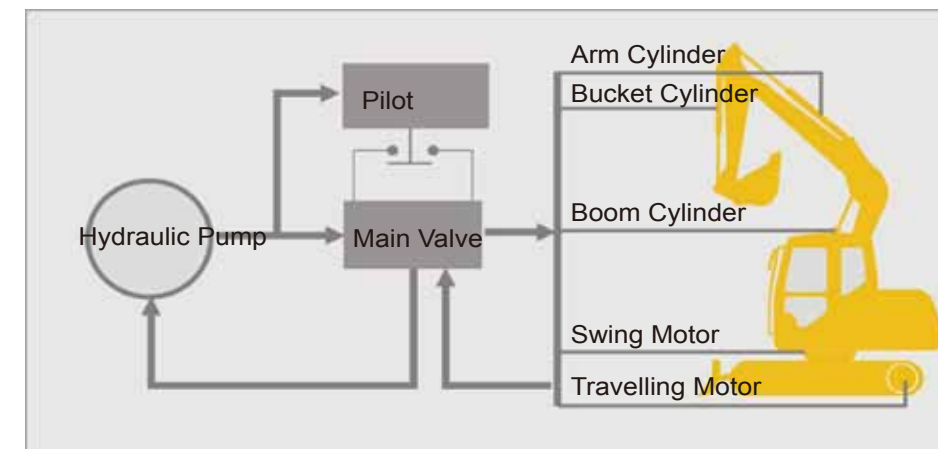 Arm Cylinder
Bucket Cylinder
Pilot
Boom Cylinder
Hydraulic Pump
Main Valve
Swing Motor
Travelling Motor